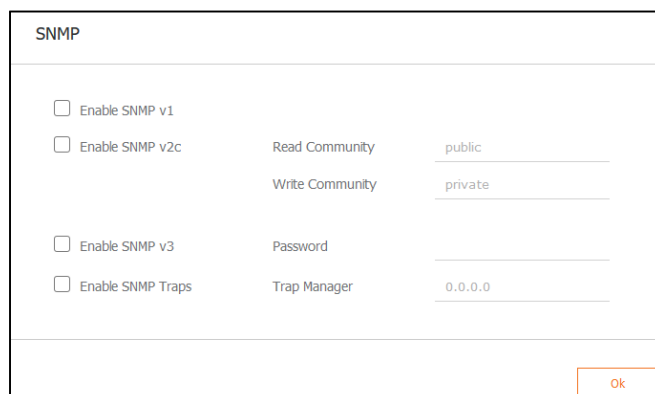 SNMP
Enable SNMP v1
Enable SNMP v2c Read Community public
Write Community private
Enable SNMP v3 Password
Enable SNMP Traps Trap Manager 0.0.0.0
Ok